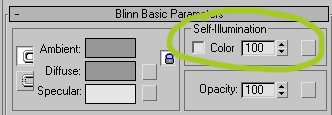 - Blinn Basic Parameters
Self-Illumination
Color 100
Ambient:
Diffuse:
Specular:
Opacity: 100